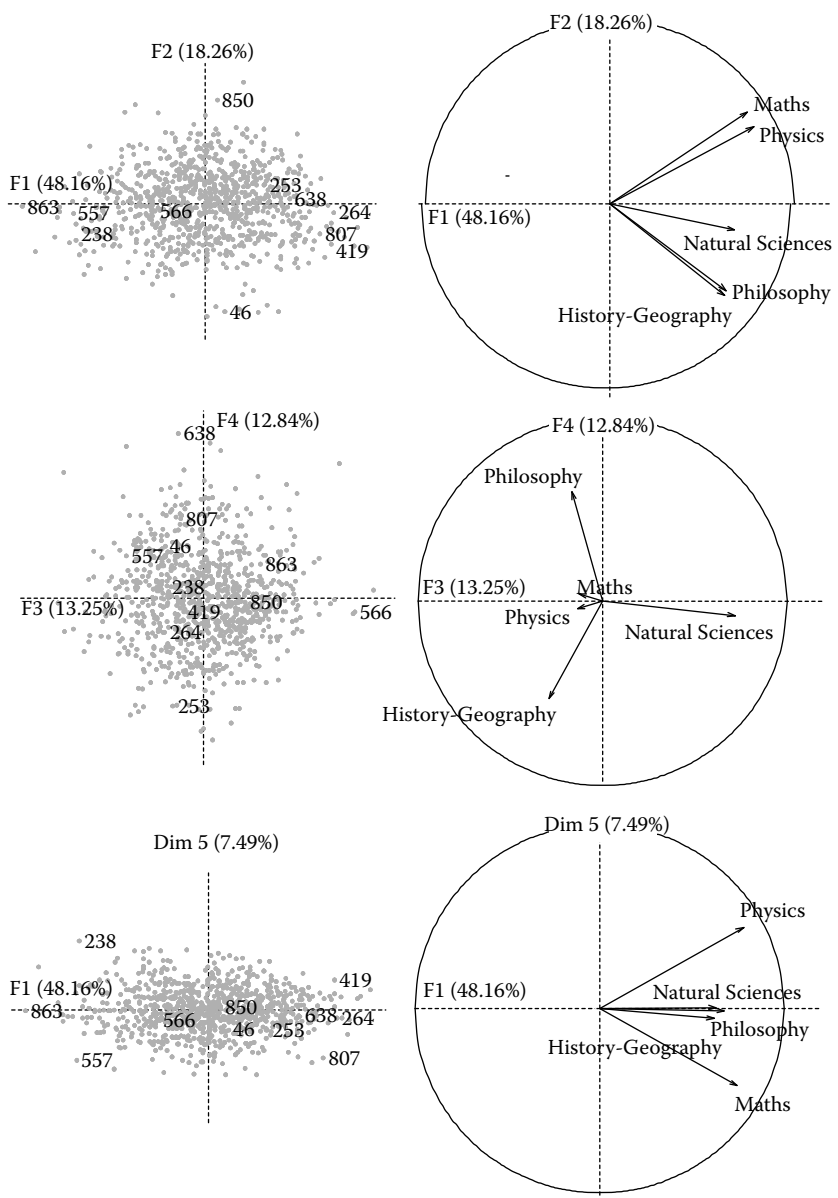 F2 (18.26%)
850
F1 (48.16%)
253
638
863
557
566
264
238
807
419
46
F2 (18.26%)
Maths
Physics
F1 (48.16%)
Natural Sciences
Philosophy
History-Geography
F4 (12.84%)
638
807
46
557
863
238
F3 (13.25%)
850
419
566
264
253
F4 (12.84%)
Philosophy
F3 (13.25%)
Maths
Physics
Natural Sciences
History-Geography
Dim 5 (7.49%)
238
419
F1 (48.16%)
863
850
638
566
264
46
253
557
807
Dim 5 (7.49%)
Physics
F1 (48.16%)
Natural Sciences
Philosophy
History-Geography
Maths